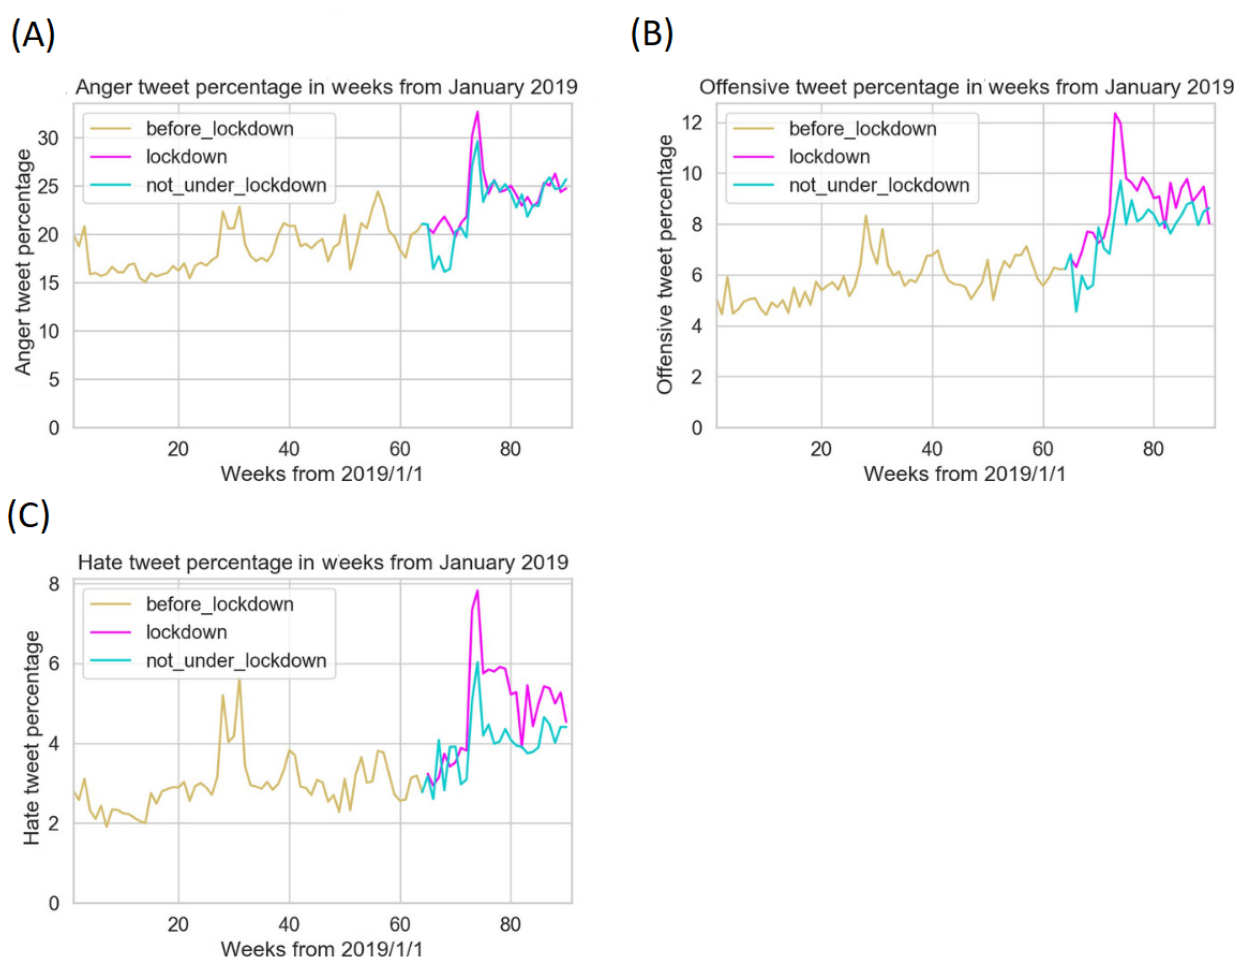 (A)
Anger tweet percentage in weeks from January 2019
before_lockdown
lockdown
not_under_lockdown
Anger tweet percentage
30
25
20
15
10
5
0
20 40 60 80
Weeks from 2019/1/1
(B)
Offensive tweet percentage in weeks from January 2019
before_lockdown
lockdown
not_under_lockdown
Offensive tweet percentage
12
10
8
6
4
2
0
20 40 60 80
Weeks from 2019/1/1
(C)
Hate tweet percentage in weeks from January 2019
before_lockdown
lockdown
not_under_lockdown
Hate tweet percentage
8
6
4
2
0
20 40 60 80
Weeks from 2019/1/1